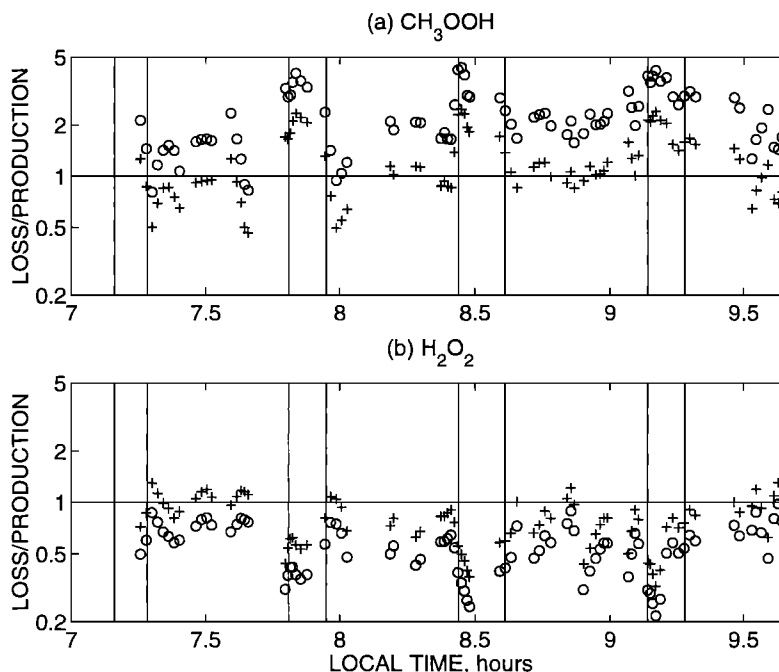 (a) CH₃OOH
5
2
1
0.5
0.2
LOSS/PRODUCTION
7 7.5 8 8.5 9 9.5
(b) H₂O₂
5
2
1
0.5
0.2
LOSS/PRODUCTION
7 7.5 8 8.5 9 9.5
LOCAL TIME, hours